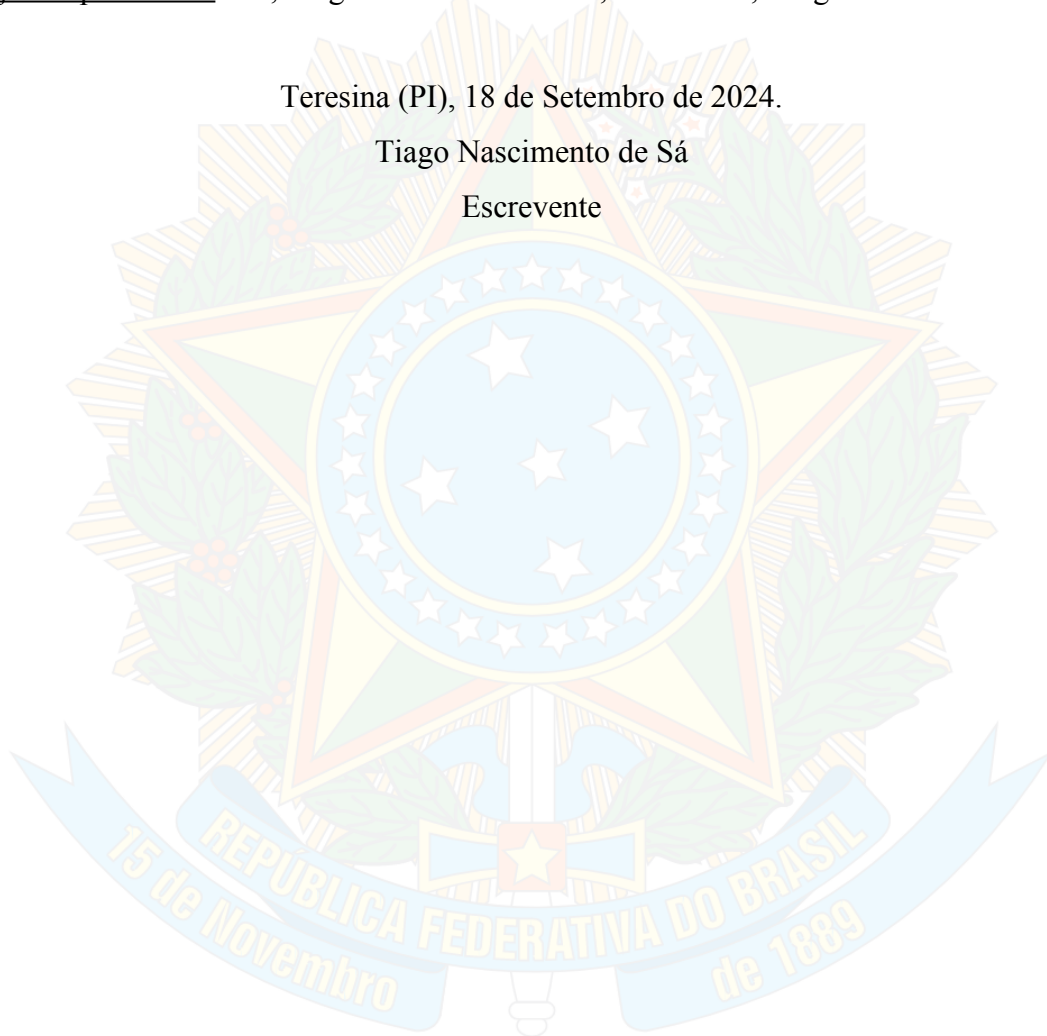 Teresina (PI), 18 de Setembro de 2024.
Tiago Nascimento de Sá
Escrevente
REPÚBLICA FEDERATIVA DO BRASIL
15 de Novembro
de 1889